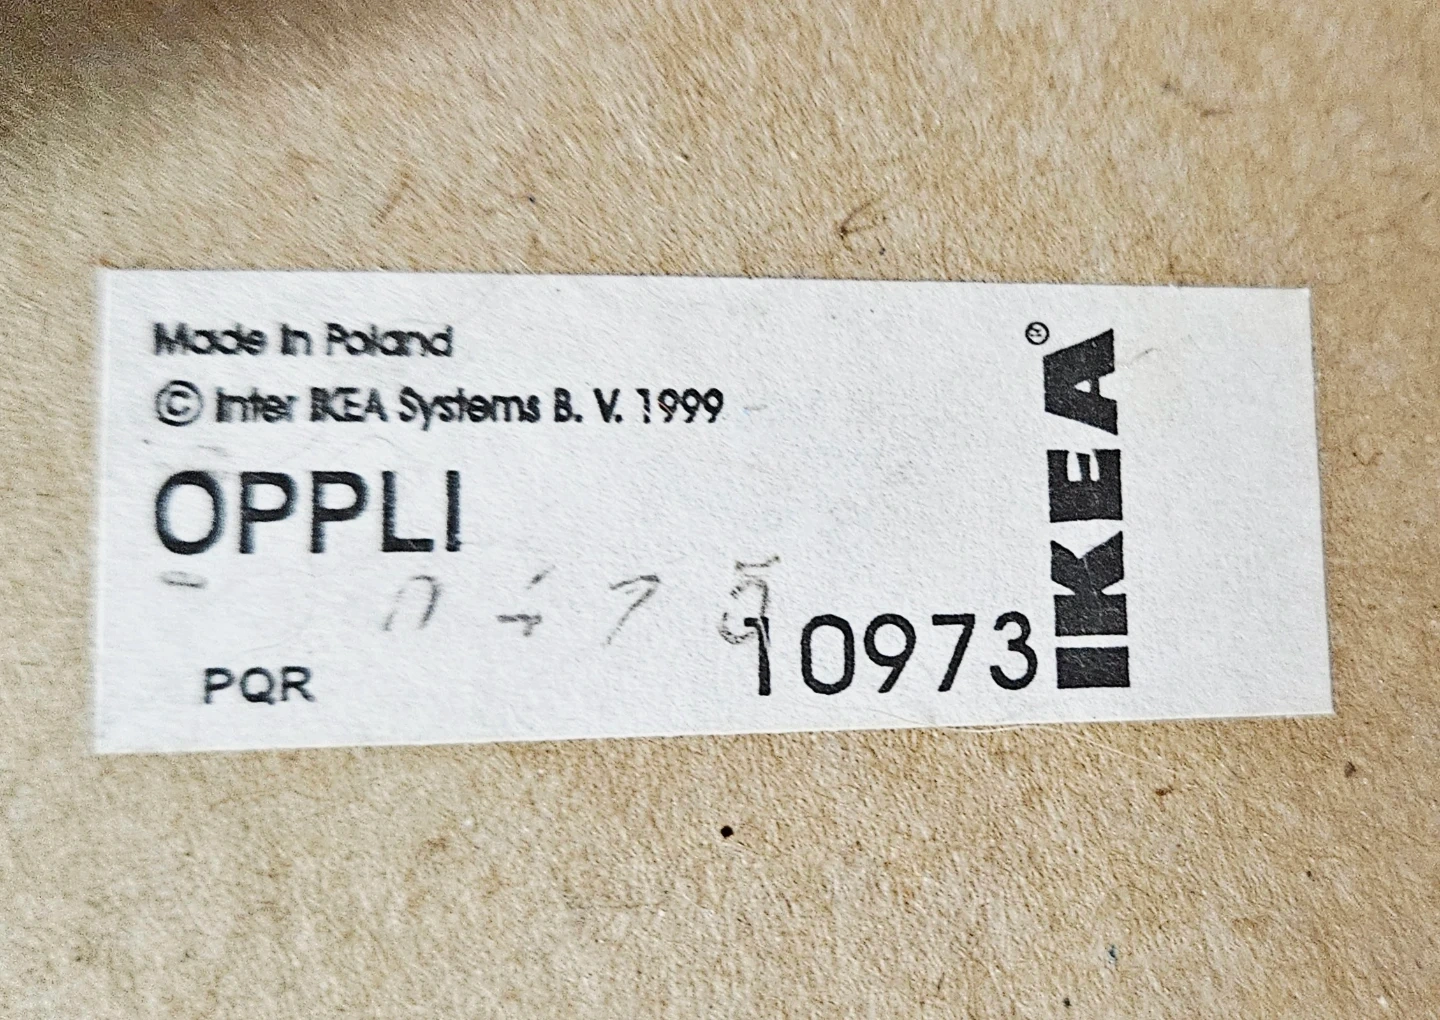 Made in Poland
© Inter IKEA Systems B. V. 1999
OPPLI
PQR
10973
IKEA®